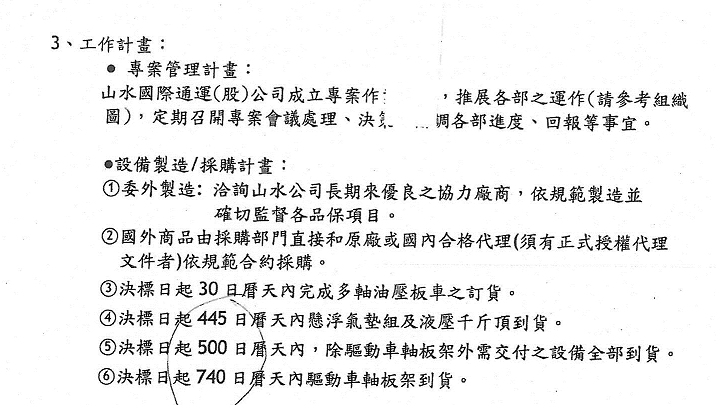 3、工作計畫：
● 專案管理計畫：
山水國際通運(股)公司成立專案作 ，推展各部之運作(請參考組織
圖)，定期召開專案會議處理、決 調各部進度、回報等事宜。
●設備製造/採購計畫：
①委外製造: 洽詢山水公司長期來優良之協力廠商，依規範製造並
確切監督各品保項目。
②國外商品由採購部門直接和原廠或國內合格代理(須有正式授權代理
文件者)依規範合約採購。
③決標日起 30 日曆天內完成多軸油壓板車之訂貨。
④決標日起 445 日曆天內懸浮氣墊組及液壓千斤頂到貨。
⑤決標日起 500 日曆天內，除驅動車軸板架外需交付之設備全部到貨。
⑥決標日起 740 日曆天內驅動車軸板架到貨。